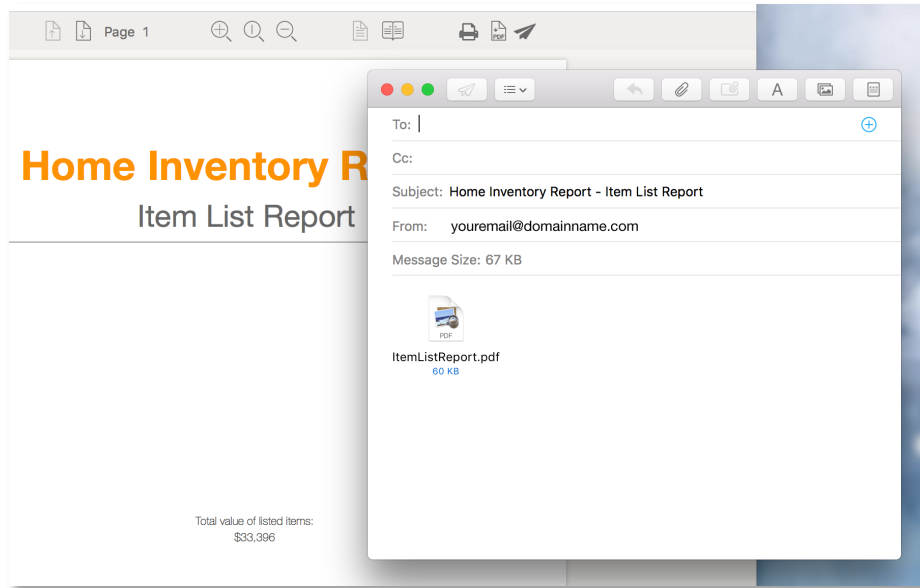 Page 1
Home Inventory R
Item List Report
Total value of listed items:
$33,396
A
To:
Cc:
Subject: Home Inventory Report - Item List Report
From: youremail@domainname.com
Message Size: 67 KB
PDF
ItemListReport.pdf
60 KB